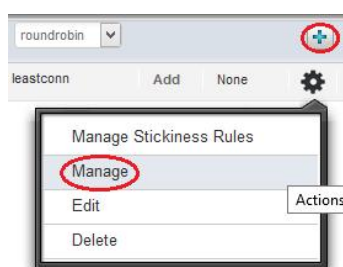 roundrobin
leastconn Add None
Manage Stickiness Rules
Manage
Edit
Actions
Delete